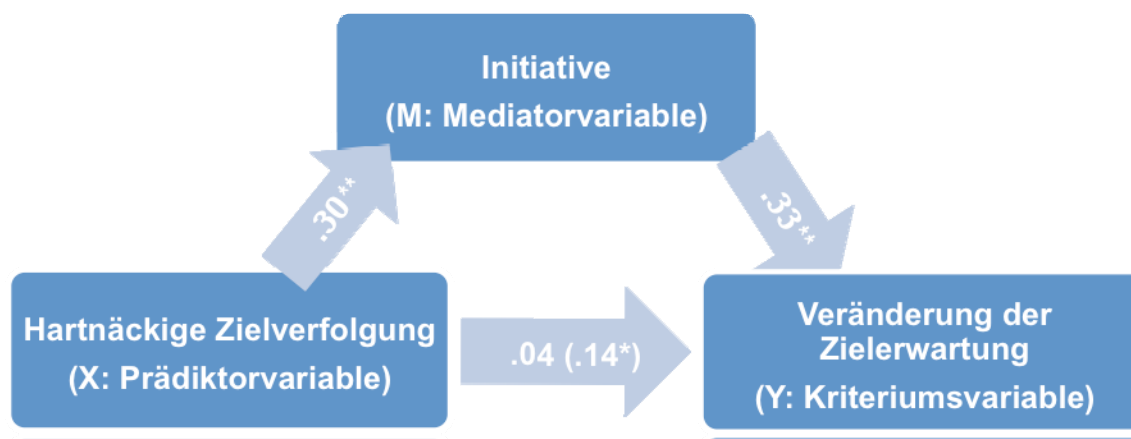 Initiative
(M: Mediatorvariable)
.30**
.33**
Hartnäckige Zielverfolgung
(X: Prädiktorvariable)
.04 (.14*)
Veränderung der
Zielerwartung
(Y: Kriteriumsvariable)